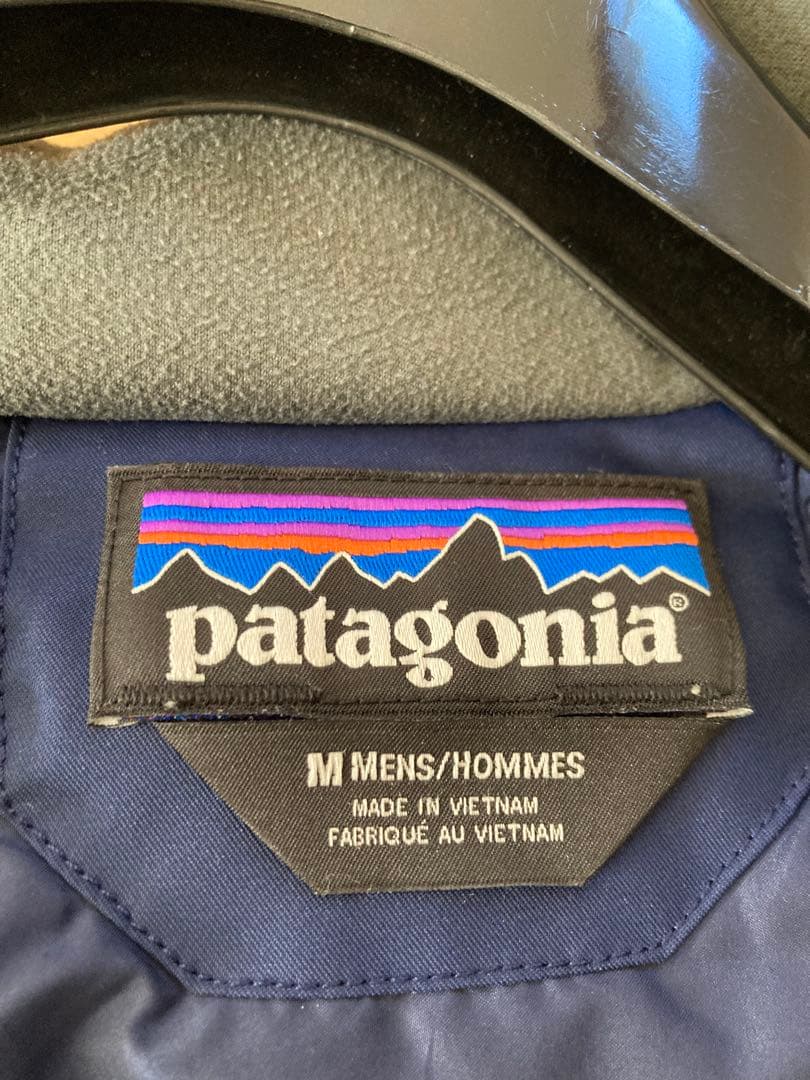 patagonia®
M MENS/HOMMES
MADE IN VIETNAM
FABRIQUÉ AU VIETNAM